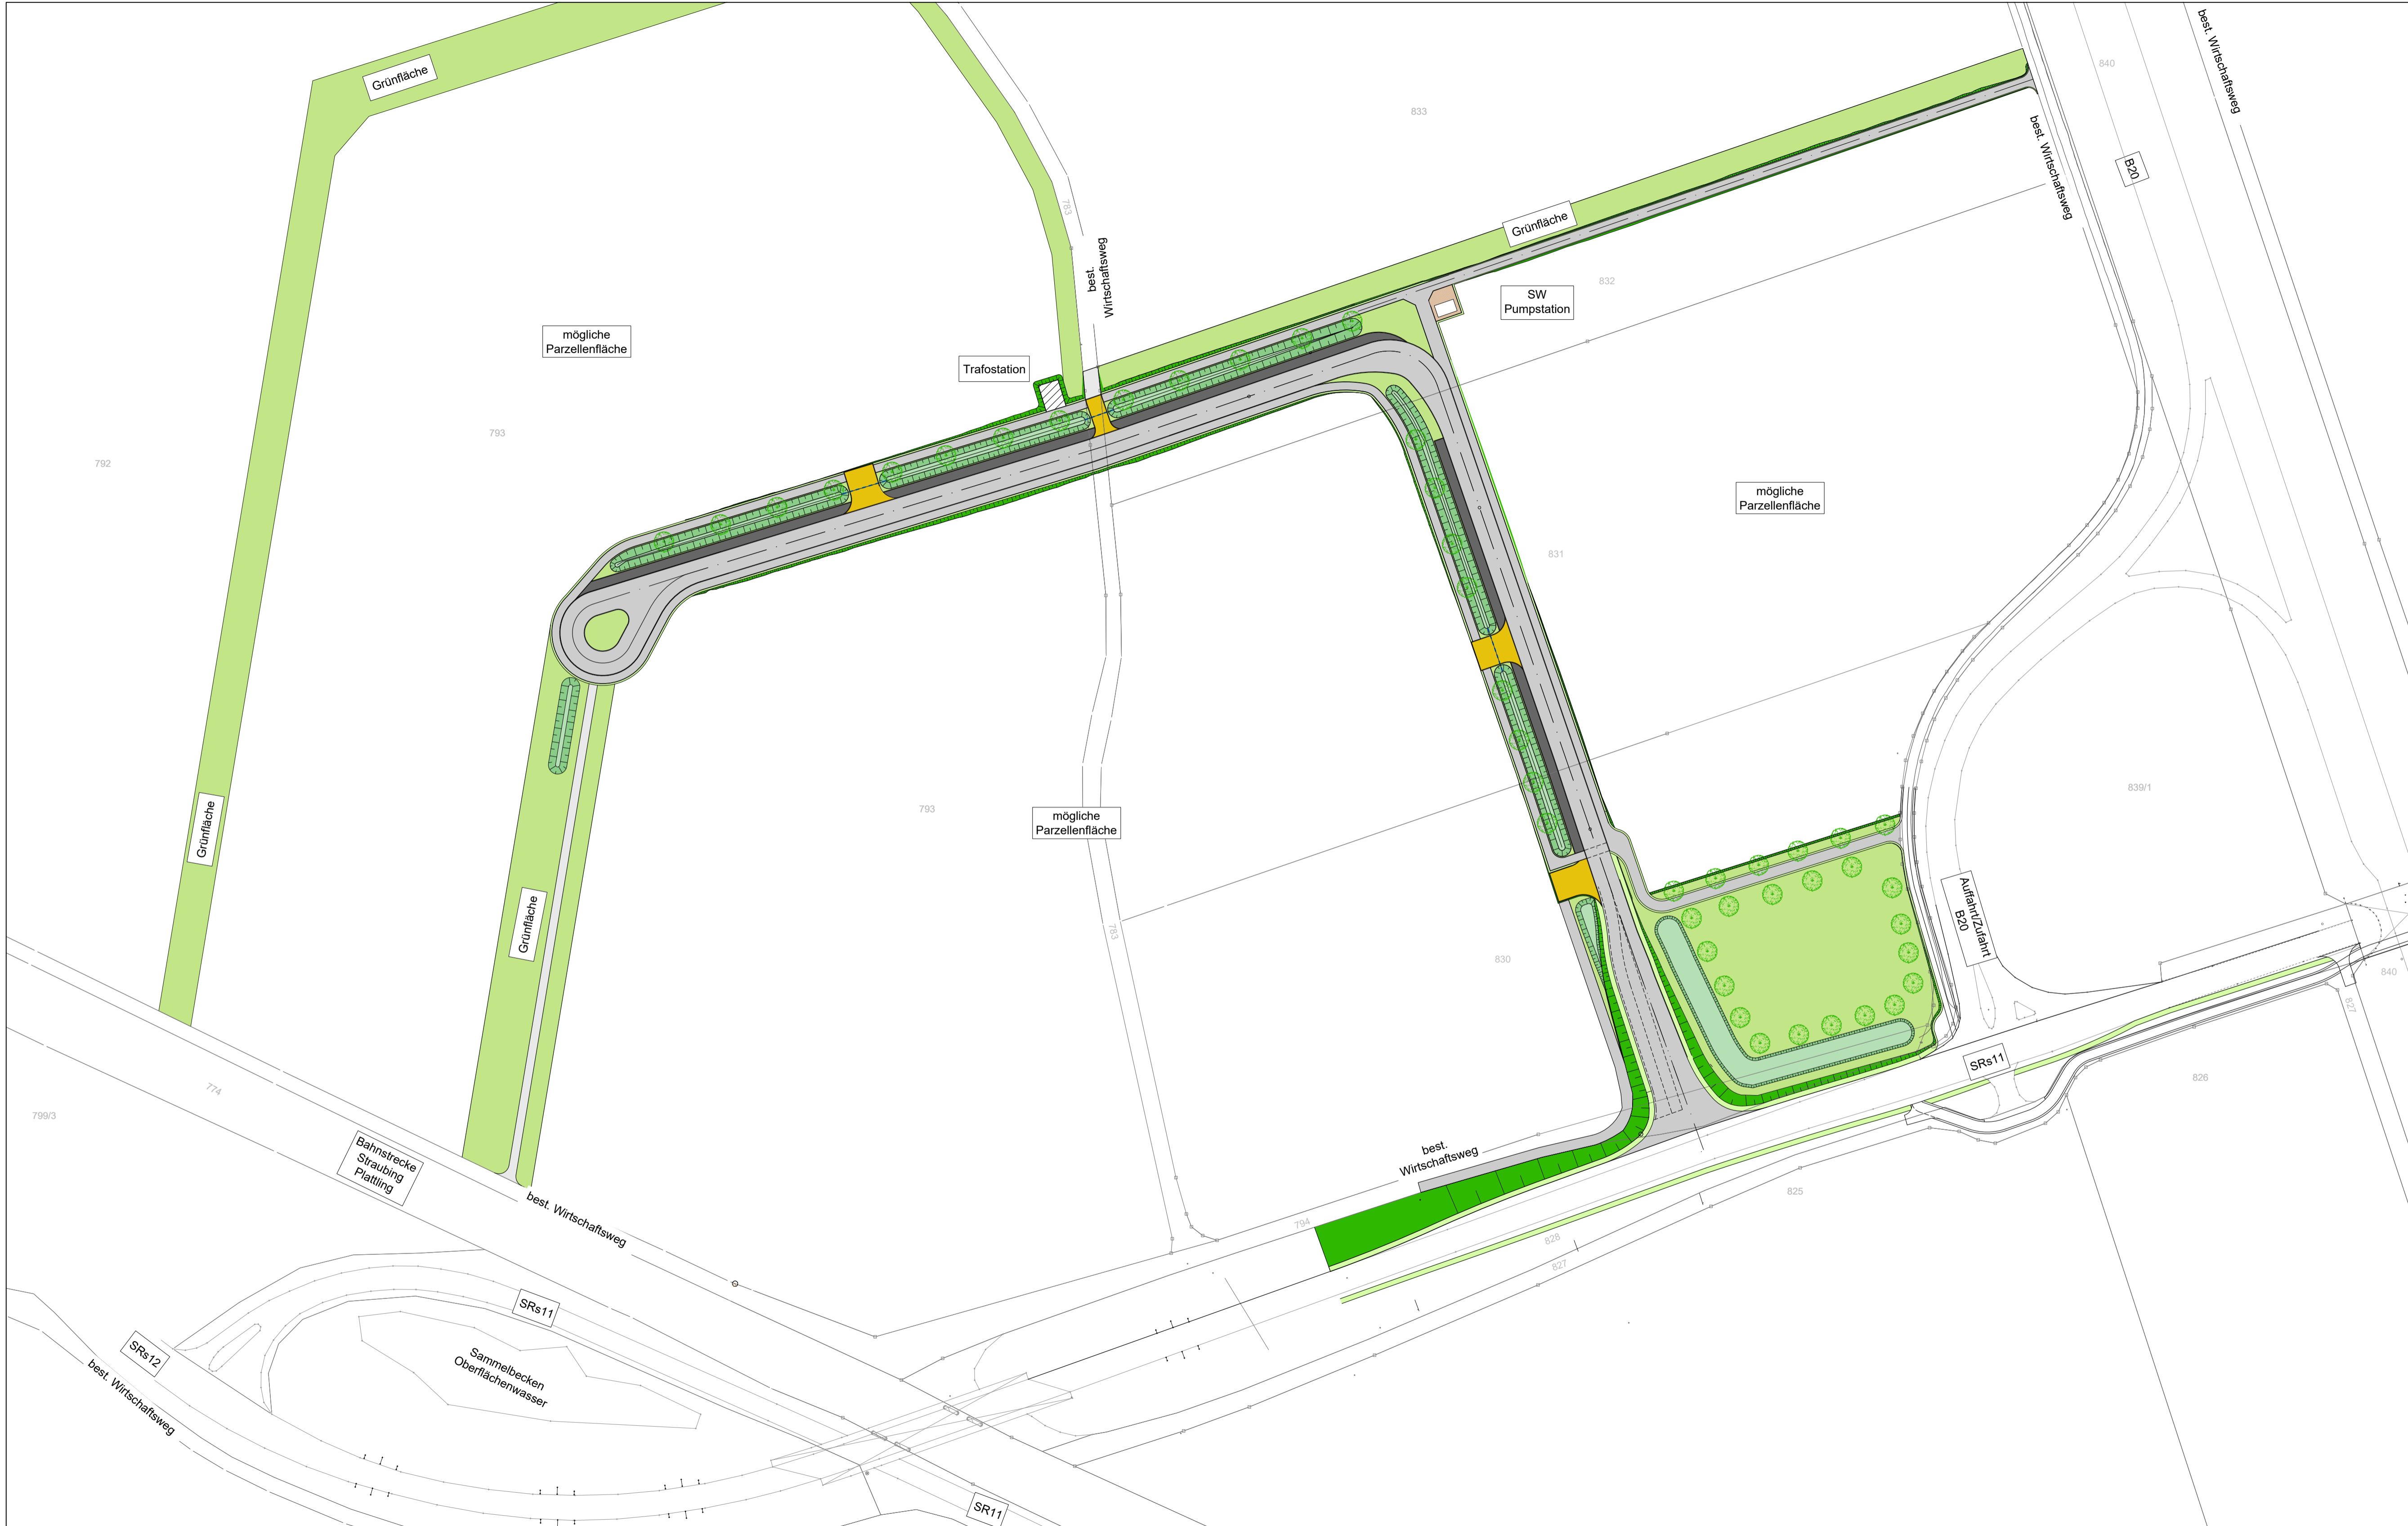 best. Wirtschaftsweg
840
Grünfläche
833
best. Wirtschaftsweg
B20
783
Grünfläche
best.
Wirtschaftsweg
832
SW
Pumpstation
mögliche
Parzellenfläche
Trafostation
793
792
mögliche
Parzellenfläche
831
839/1
793
mögliche
Parzellenfläche
Grünfläche
Grünfläche
783
830
Auffahrt/Zufahrt
B20
840
827
SRs11
826
774
799/3
Bahnstrecke
Straubing
Plattling
best.
Wirtschaftsweg
best. Wirtschaftsweg
794
825
828
827
SRs11
SRs12
Sammelbecken
Oberflächenwasser
best. Wirtschaftsweg
SR11